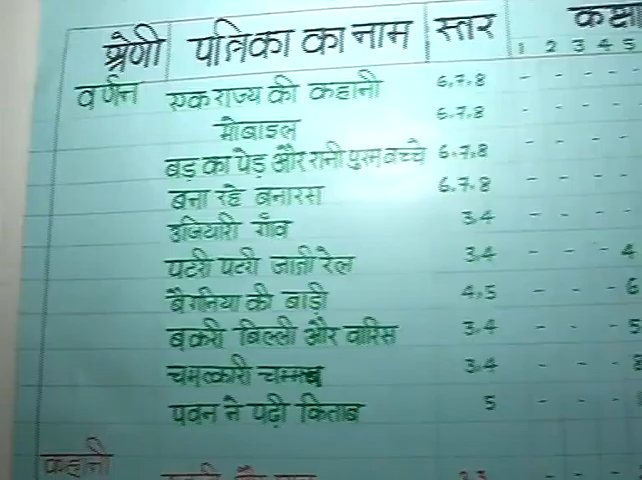 श्रेणी पत्रिका का नाम स्तर कक्षा
1 2 3 4 5
वर्णन एक राज्य की कहानी 6,7,8 - - - - -
मोबाइल 6,7,8 - - - - -
बड़ का पेड़ और रानी पुरम बच्चे 6,7,8 - - - - -
बना रहे बनारस 6,7,8 - - - - -
उजियारी गाँव 3,4 - - - -
पटरी पटरी जाती रेल 3,4 - - - 4
बैगनिया की बाड़ी 4,5 - - - 6
बकरी बिल्ली और बारिस 3,4 - - - 5
चमत्कारी चम्मच 3,4 - - -
पवन ने पढ़ी किताब 5 - - -
कहानी